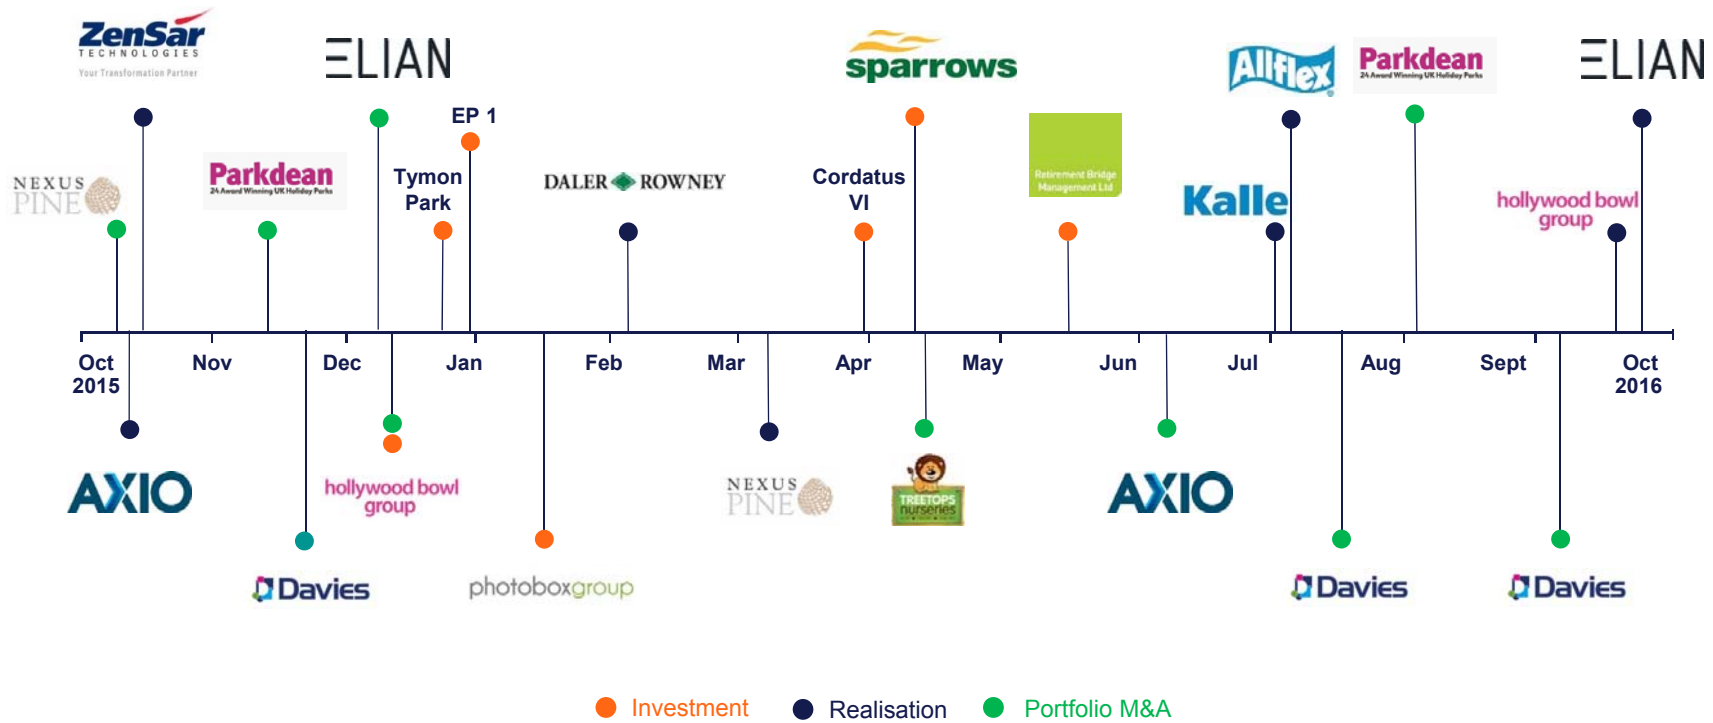 ZenSar
TECHNOLOGIES
Your Transformation Partner
ELIAN
sparrows
Allflex
Parkdean
24 Award Winning UK Holiday Parks
ELIAN
EP 1
NEXUS
PINE
Parkdean
24 Award Winning UK Holiday Parks
Tymon
Park
DALER ROWNEY
Cordatus
VI
Retirement Bridge
Management Ltd
Kalle
hollywood bowl
group
Oct
2015
Nov
Dec
Jan
Feb
Mar
Apr
May
Jun
Jul
Aug
Sept
Oct
2016
AXIO
hollywood bowl
group
NEXUS
PINE
TREETOPS
nurseries
AXIO
Davies
photoboxgroup
Davies
Davies
Investment
Realisation
Portfolio M&A